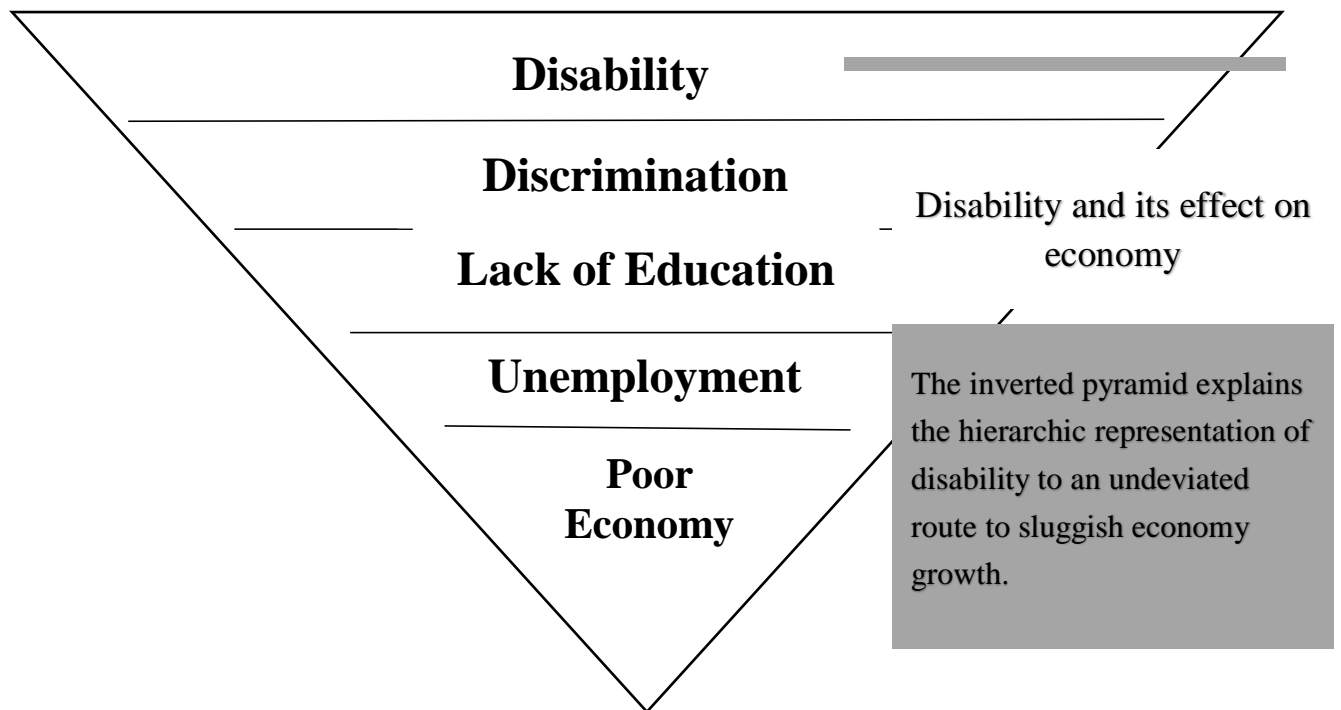 Disability
Discrimination
Lack of Education
Unemployment
Poor
Economy
Disability and its effect on
economy
The inverted pyramid explains
the hierarchic representation of
disability to an undeviated
route to sluggish economy
growth.